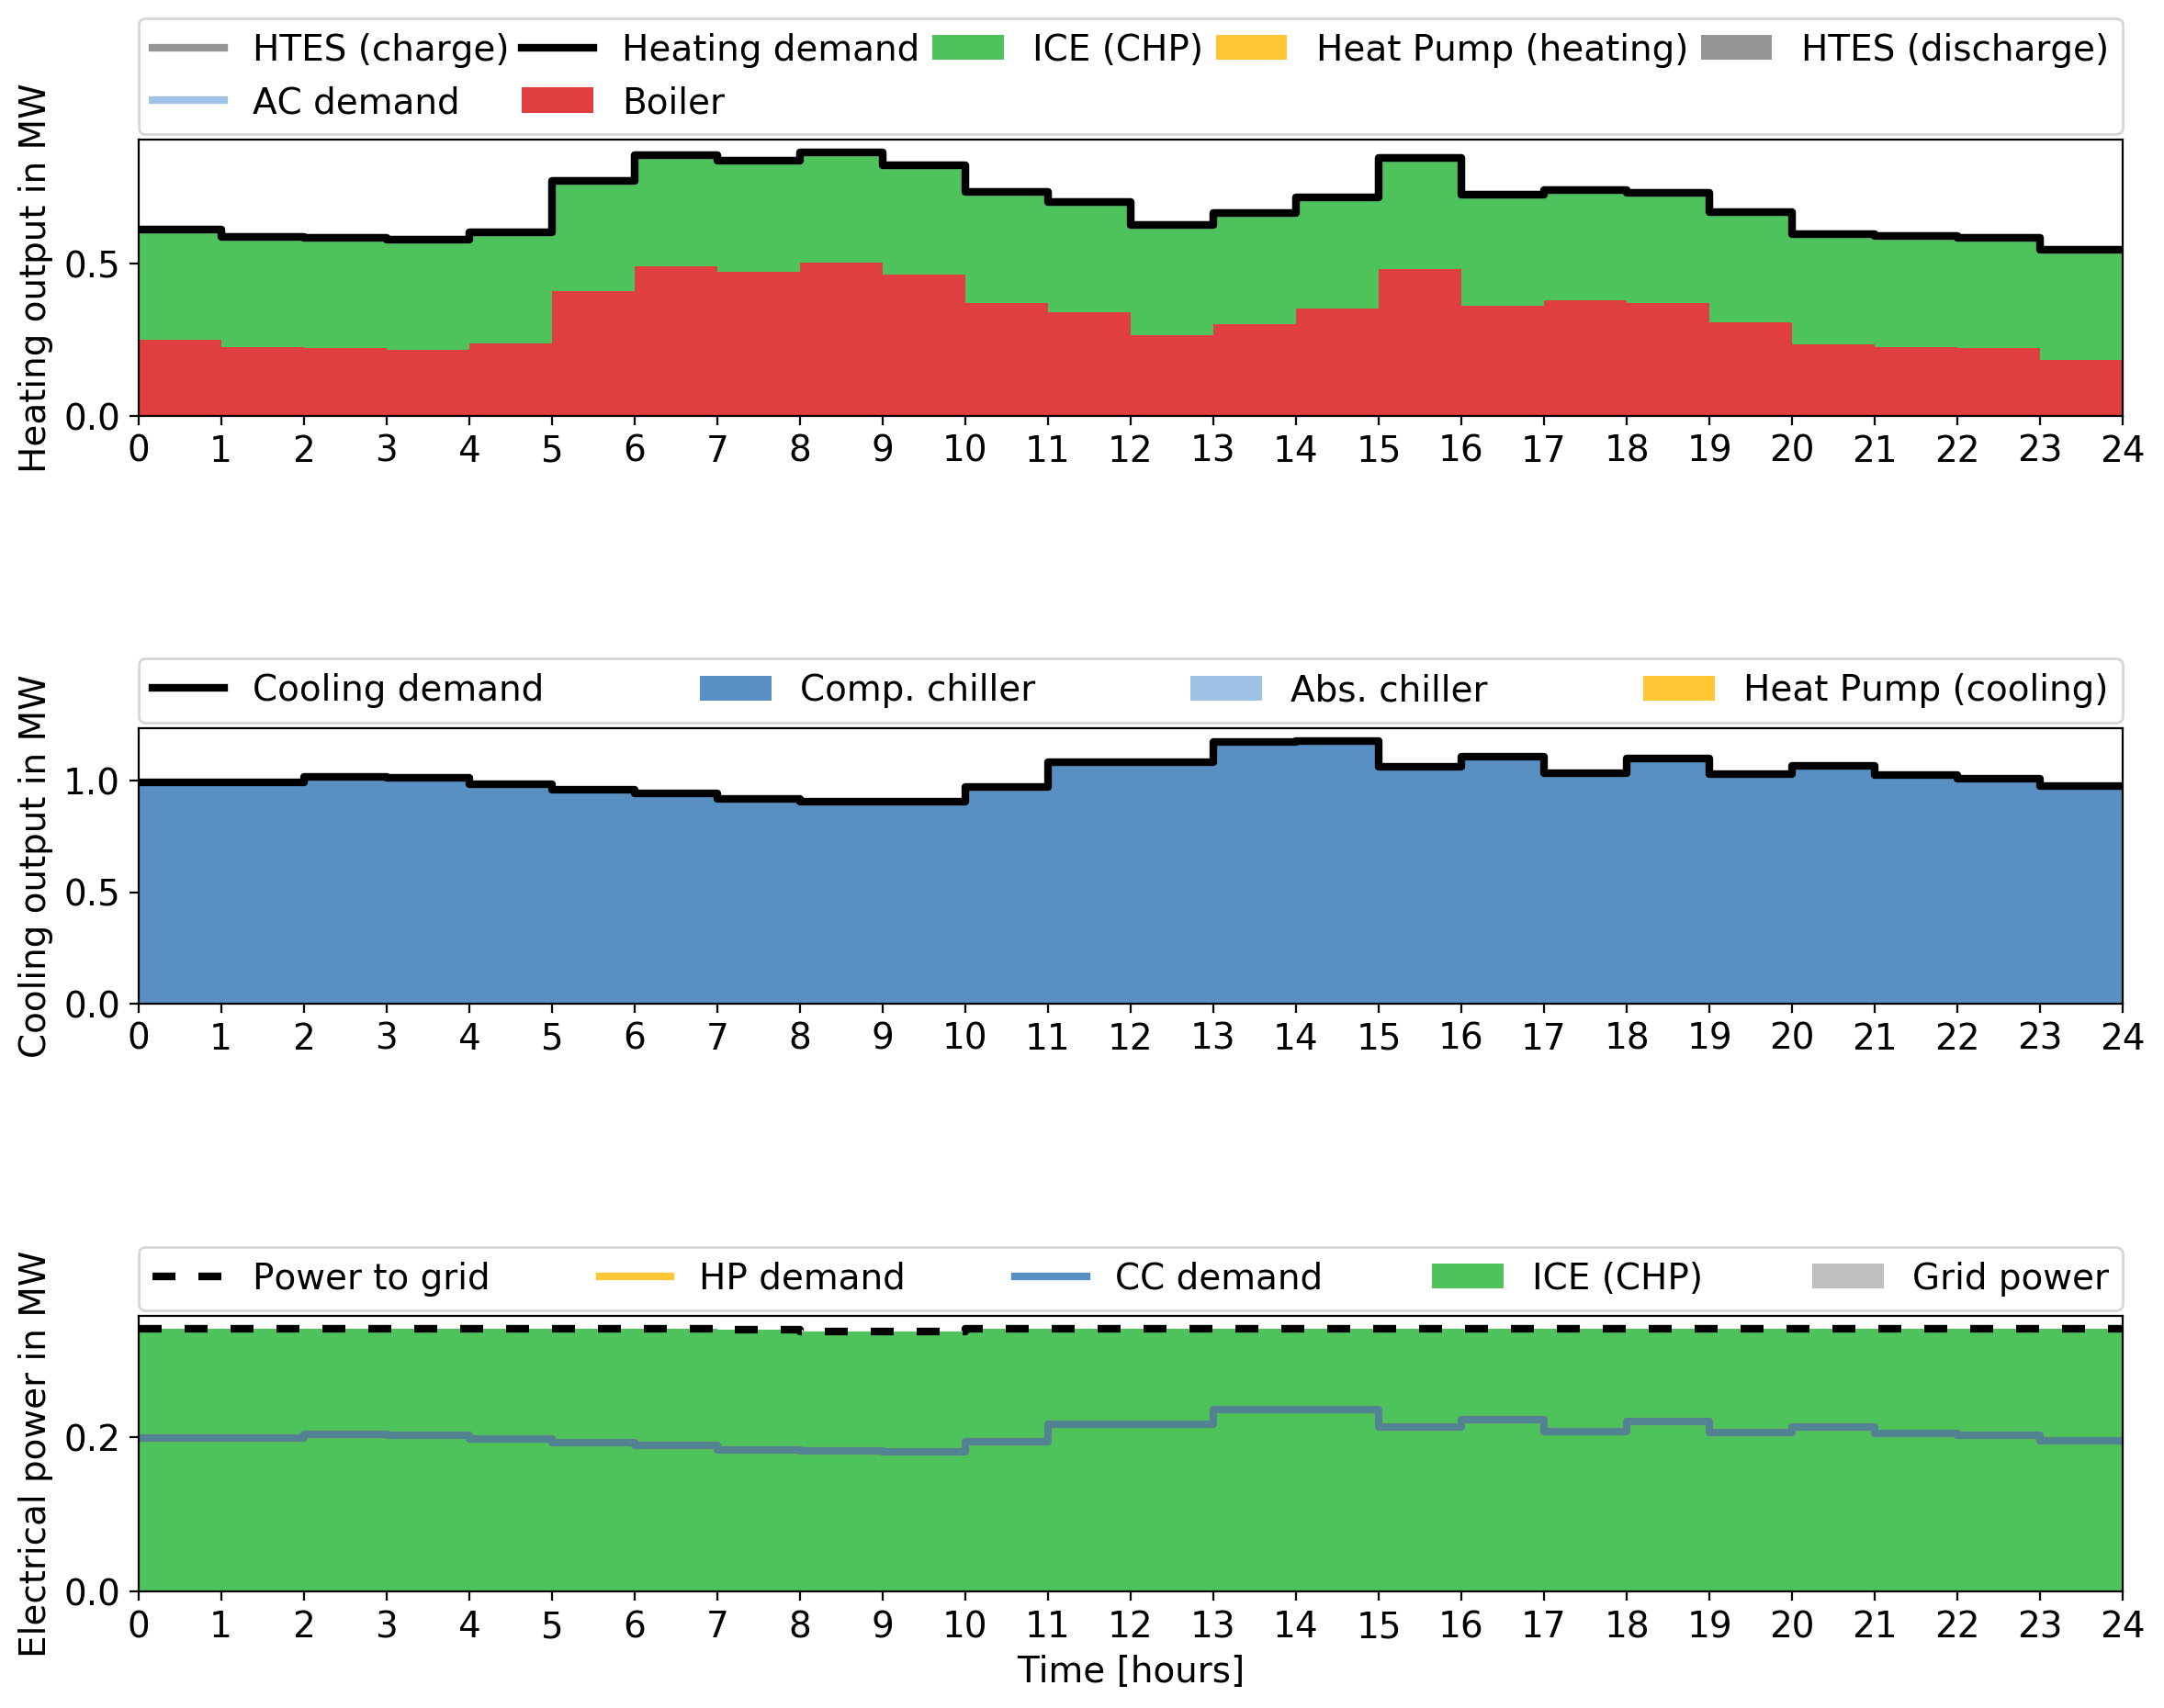 HTES (charge) Heating demand ICE (CHP) Heat Pump (heating) HTES (discharge)
AC demand Boiler
Heating output in MW
0.5
0.0
0 1 2 3 4 5 6 7 8 9 10 11 12 13 14 15 16 17 18 19 20 21 22 23 24
Cooling demand Comp. chiller Abs. chiller Heat Pump (cooling)
Cooling output in MW
1.0
0.5
0.0
0 1 2 3 4 5 6 7 8 9 10 11 12 13 14 15 16 17 18 19 20 21 22 23 24
Power to grid HP demand CC demand ICE (CHP) Grid power
Electrical power in MW
0.2
0.0
0 1 2 3 4 5 6 7 8 9 10 11 12 13 14 15 16 17 18 19 20 21 22 23 24
Time [hours]